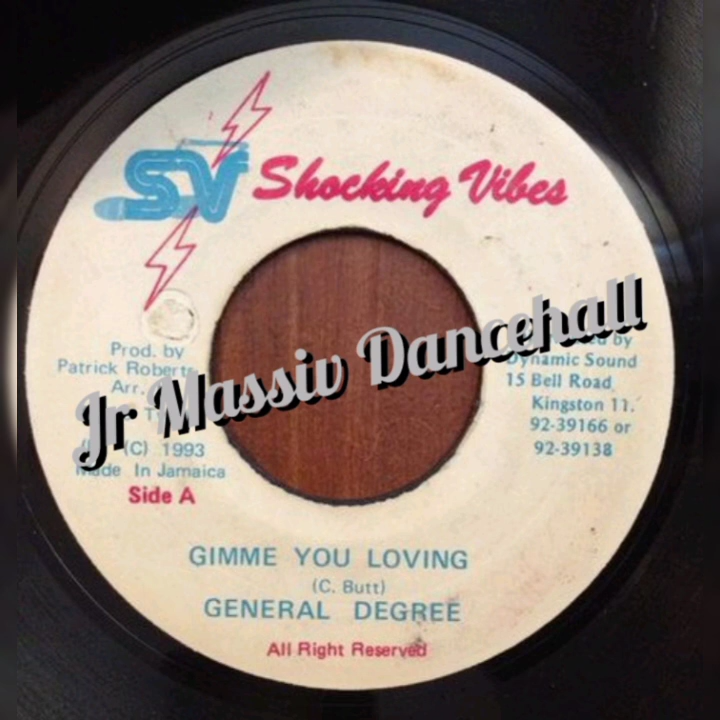 SV Shocking Vibes
Prod. by
Patrick Roberts
Arr.
(C) 1993
Made In Jamaica
Side A
Jr Massiv Dancehall
by
Dynamic Sound
15 Bell Road,
Kingston 11.
92-39166 or
92-39138
GIMME YOU LOVING
(C. Butt)
GENERAL DEGREE
All Right Reserved